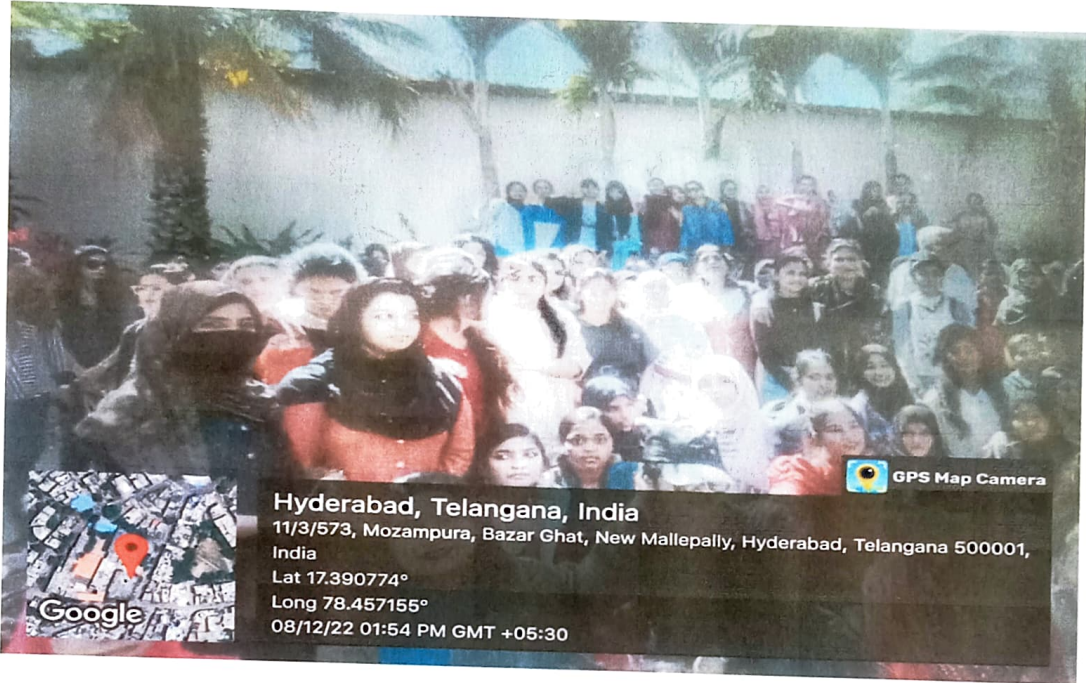 GPS Map Camera
Hyderabad, Telangana, India
11/3/573, Mozampura, Bazar Ghat, New Mallepally, Hyderabad, Telangana 500001,
India
Lat 17.390774°
Long 78.457155°
08/12/22 01:54 PM GMT +05:30
Google